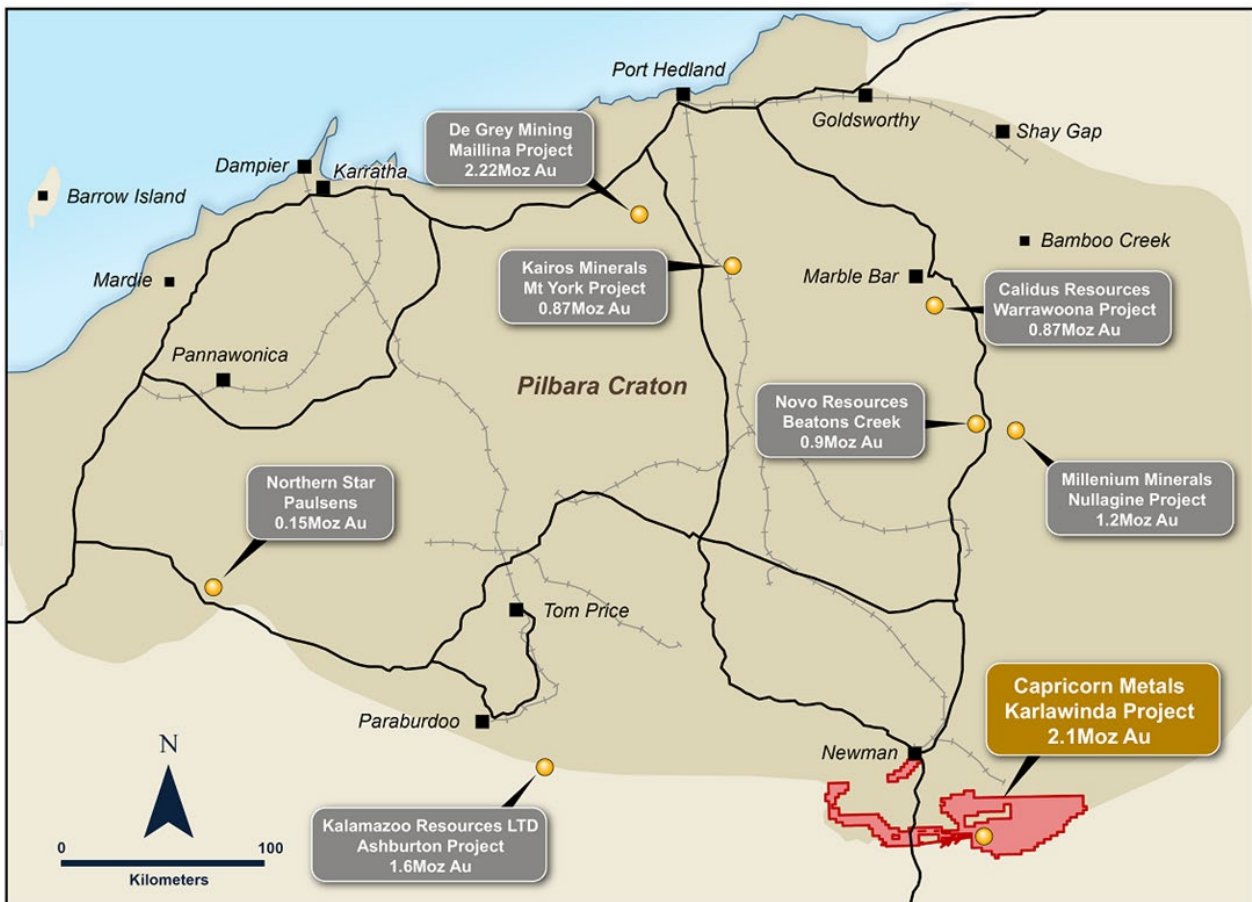 Port Hedland
Goldsworthy
Shay Gap
De Grey Mining
Maillina Project
2.22Moz Au
Dampier
Karratha
Barrow Island
Bamboo Creek
Kairos Minerals
Mt York Project
0.87Moz Au
Mardie
Marble Bar
Calidus Resources
Warrawoona Project
0.87Moz Au
Pannawonica
Pilbara Craton
Novo Resources
Beatons Creek
0.9Moz Au
Northern Star
Paulsens
0.15Moz Au
Millenium Minerals
Nullagine Project
1.2Moz Au
Tom Price
Capricorn Metals
Karlawinda Project
2.1Moz Au
Paraburdoo
Newman
N
Kalamazoo Resources LTD
Ashburton Project
1.6Moz Au
0 100
Kilometers